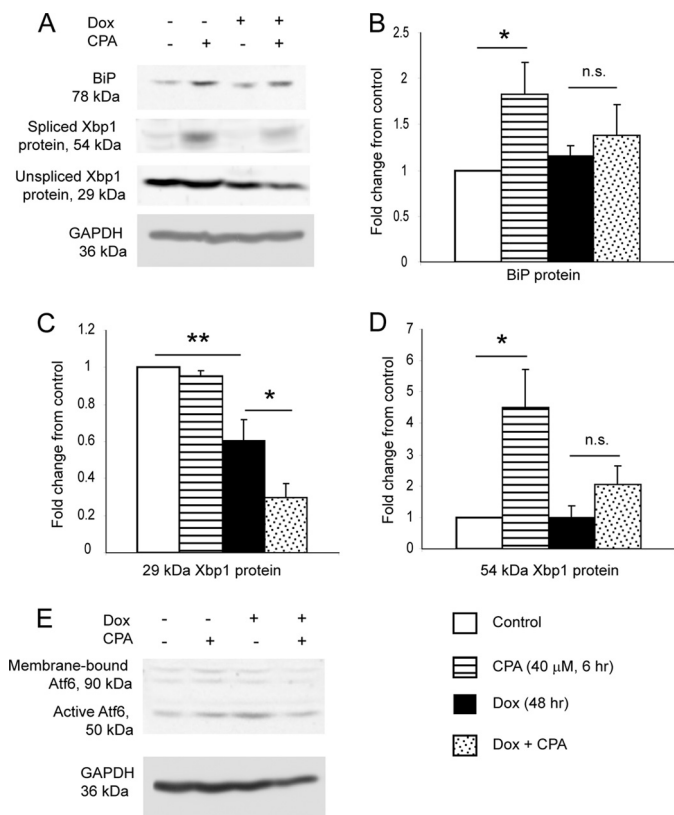 A
Dox - - + +
CPA - + - +
BiP
78 kDa
Spliced Xbp1
protein, 54 kDa
Unspliced Xbp1
protein, 29 kDa
GAPDH
36 kDa
B
Fold change from control
2.5
2
1.5
1
0.5
0
*
n.s.
BiP protein
C
Fold change from control
1.2
1
0.8
0.6
0.4
0.2
0
**
*
29 kDa Xbp1 protein
D
Fold change from control
7
6
5
4
3
2
1
0
*
n.s.
54 kDa Xbp1 protein
E
Dox - - + +
CPA - + - +
Membrane-bound
Atf6, 90 kDa
Active Atf6,
50 kDa
GAPDH
36 kDa
Control
CPA (40 μM, 6 hr)
Dox (48 hr)
Dox + CPA